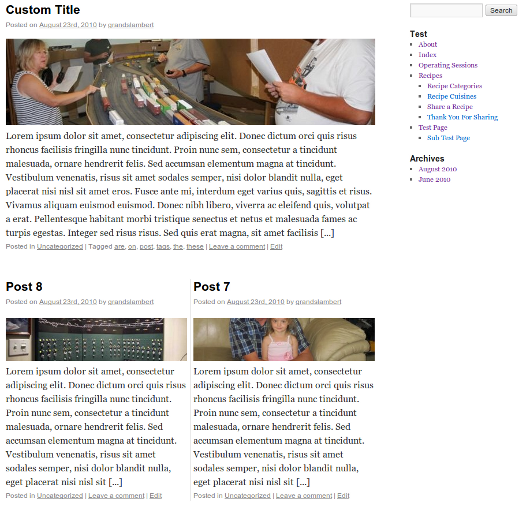 Custom Title
Posted on August 23rd, 2010 by grandslambert
Lorem ipsum dolor sit amet, consectetur adipiscing elit. Donec dictum orci quis risus
rhoncus facilisis fringilla nunc tincidunt. Proin nunc sem, consectetur a tincidunt
malesuada, ornare hendrerit felis. Sed accumsan elementum magna at tincidunt.
Vestibulum venenatis, risus sit amet sodales semper, nisi dolor blandit nulla, eget
placerat nisi nisl sit amet eros. Fusce ante mi, interdum eget varius quis, sagittis et risus.
Vivamus aliquam euismod euismod. Donec nibh libero, viverra ac eleifend quis, volutpat
a erat. Pellentesque habitant morbi tristique senectus et netus et malesuada fames ac
turpis egestas. Integer sed risus risus. Sed quis erat magna, sit amet facilisis [...]
Posted in Uncategorized | Tagged are, on, post, tags, the, these | Leave a comment | Edit
Post 8
Posted on August 23rd, 2010 by grandslambert
Lorem ipsum dolor sit amet, consectetur
adipiscing elit. Donec dictum orci quis risus
rhoncus facilisis fringilla nunc tincidunt.
Proin nunc sem, consectetur a tincidunt
malesuada, ornare hendrerit felis. Sed
accumsan elementum magna at tincidunt.
Vestibulum venenatis, risus sit amet
sodales semper, nisi dolor blandit nulla,
eget placerat nisi nisl sit [...]
Posted in Uncategorized | Leave a comment | Edit
Post 7
Posted on August 23rd, 2010 by grandslambert
Lorem ipsum dolor sit amet, consectetur
adipiscing elit. Donec dictum orci quis risus
rhoncus facilisis fringilla nunc tincidunt.
Proin nunc sem, consectetur a tincidunt
malesuada, ornare hendrerit felis. Sed
accumsan elementum magna at tincidunt.
Vestibulum venenatis, risus sit amet
sodales semper, nisi dolor blandit nulla,
eget placerat nisi nisl sit [...]
Posted in Uncategorized | Leave a comment | Edit
Search
Test
About
Index
Operating Sessions
Recipes
Recipe Categories
Recipe Cuisines
Share a Recipe
Thank You For Sharing
Test Page
Sub Test Page
Archives
August 2010
June 2010